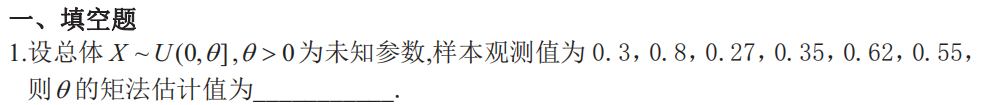 一、填空题
1.设总体 X ~ U(0,θ],θ > 0 为未知参数,样本观测值为 0.3，0.8，0.27，0.35，0.62，0.55，
则 θ 的矩法估计值为___________.